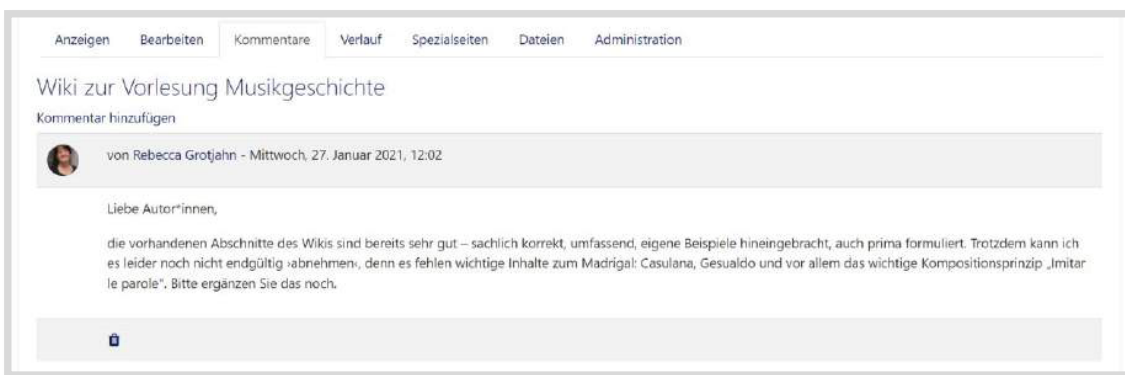 Anzeigen Bearbeiten Kommentare Verlauf Spezialseiten Dateien Administration
Wiki zur Vorlesung Musikgeschichte
Kommentar hinzufügen
von Rebecca Grotjahn - Mittwoch, 27. Januar 2021, 12:02
Liebe Autor*innen,
die vorhandenen Abschnitte des Wikis sind bereits sehr gut – sachlich korrekt, umfassend, eigene Beispiele hineingebracht, auch prima formuliert. Trotzdem kann ich
es leider noch nicht endgültig ›abnehmen‹, denn es fehlen wichtige Inhalte zum Madrigal: Casulana, Gesualdo und vor allem das wichtige Kompositionsprinzip „Imitar
le parole". Bitte ergänzen Sie das noch.